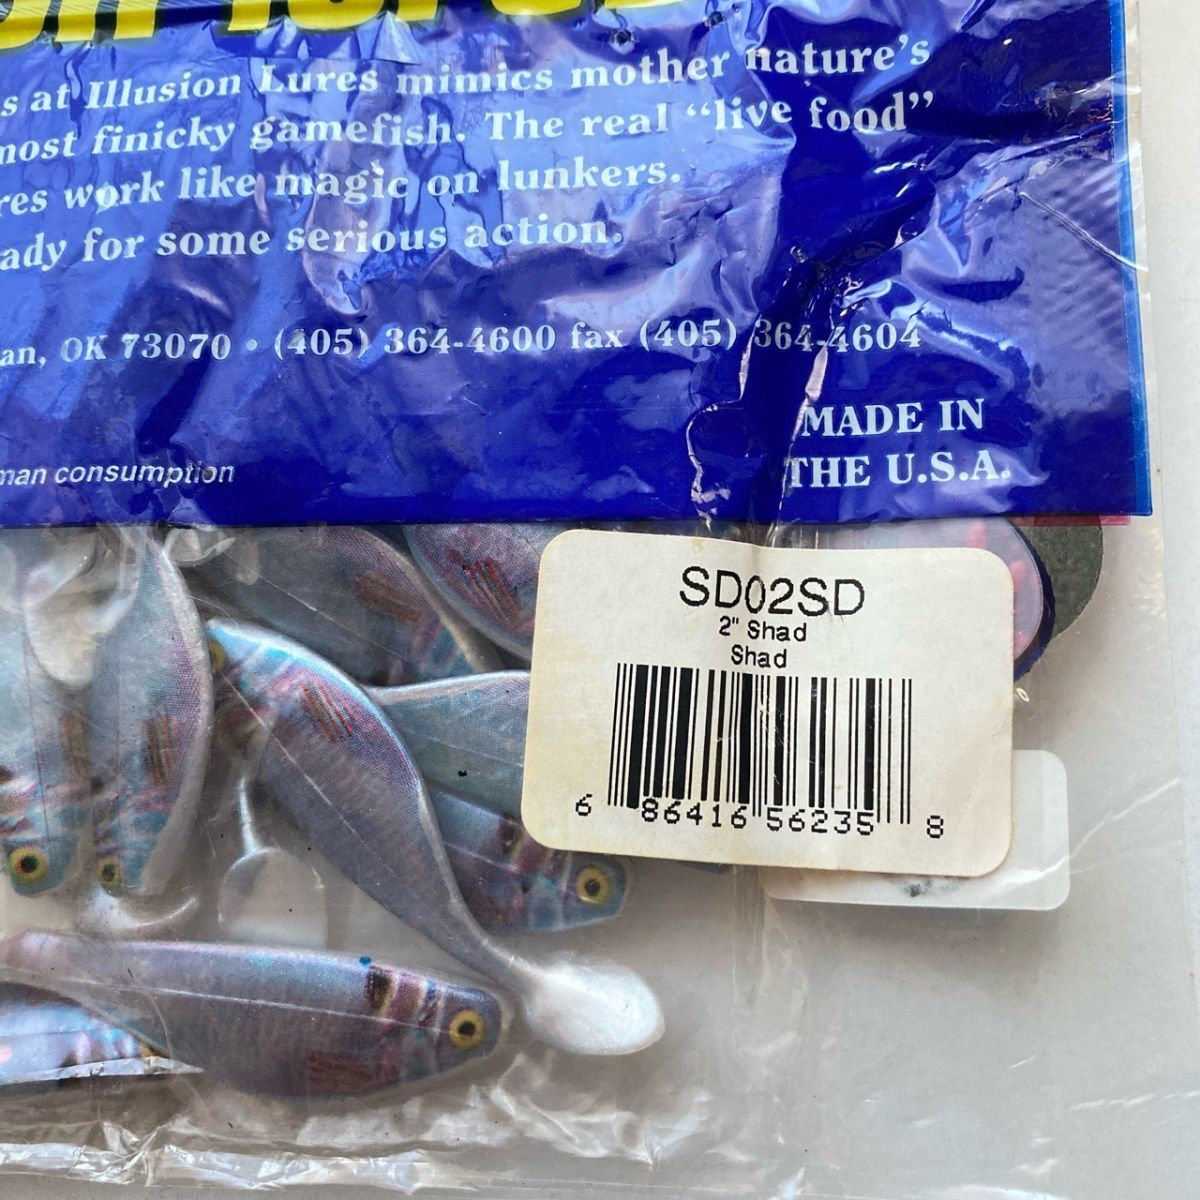 s at Illusion Lures mimics mother nature's
most finicky gamefish. The real "live food"
res work like magic on lunkers.
ady for some serious action.
an, OK 73070 • (405) 364-4600 fax (405) 364-4604
MADE IN
THE U.S.A.
man consumption
SD02SD
2" Shad
Shad
6 86416 56235 8